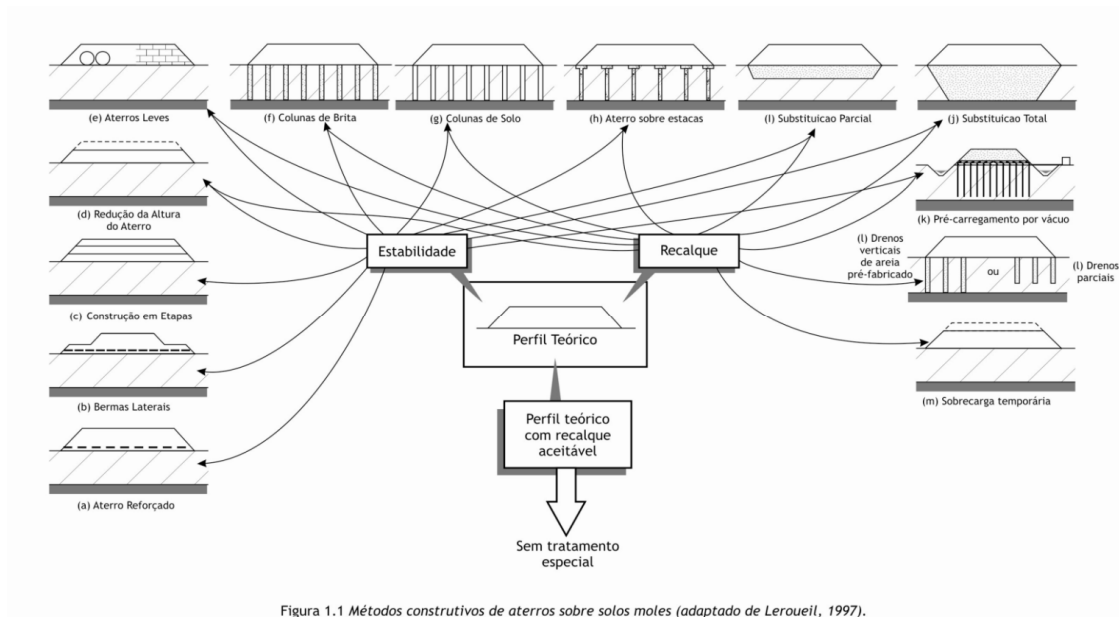 (e) Aterros Leves
(f) Colunas de Brita
(g) Colunas de Solo
(h) Aterro sobre estacas
(I) Substituicao Parcial
(j) Substituicao Total
(d) Redução da Altura
do Aterro
(k) Pré-carregamento por vácuo
Estabilidade
Recalque
(l) Drenos
verticais
de areia
pré-fabricado
ou
(l) Drenos
parciais
(c) Construção em Etapas
Perfil Teórico
(b) Bermas Laterais
(m) Sobrecarga temporária
Perfil teórico
com recalque
aceitável
(a) Aterro Reforçado
Sem tratamento
especial
Figura 1.1 Métodos construtivos de aterros sobre solos moles (adaptado de Leroueil, 1997).